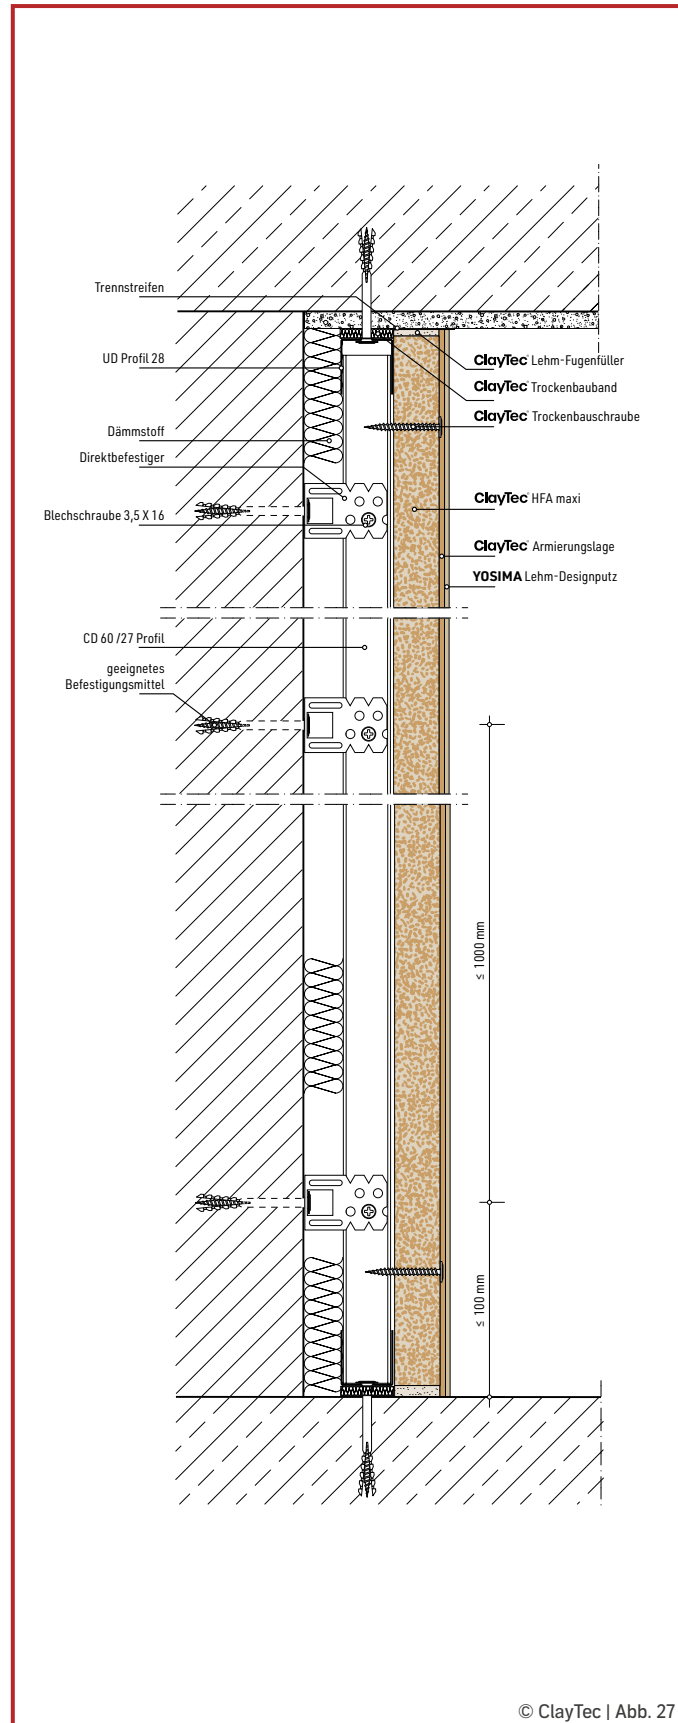 Trennstreifen
UD Profil 28
Dämmstoff
Direktbefestiger
Blechschraube 3,5 X 16
CD 60 /27 Profil
geeignetes
Befestigungsmittel
ClayTec® Lehm-Fugenfüller
ClayTec® Trockenbauband
ClayTec® Trockenbauschraube
ClayTec® HFA maxi
ClayTec® Armierungslage
YOSIMA Lehm-Designputz
≤ 1000 mm
≤ 100 mm
© ClayTec | Abb. 27